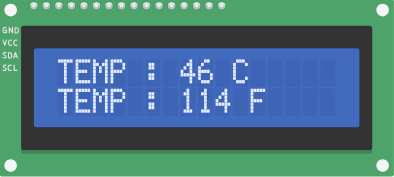 GND
VCC
SDA
SCL
TEMP : 46 C
TEMP : 114 F